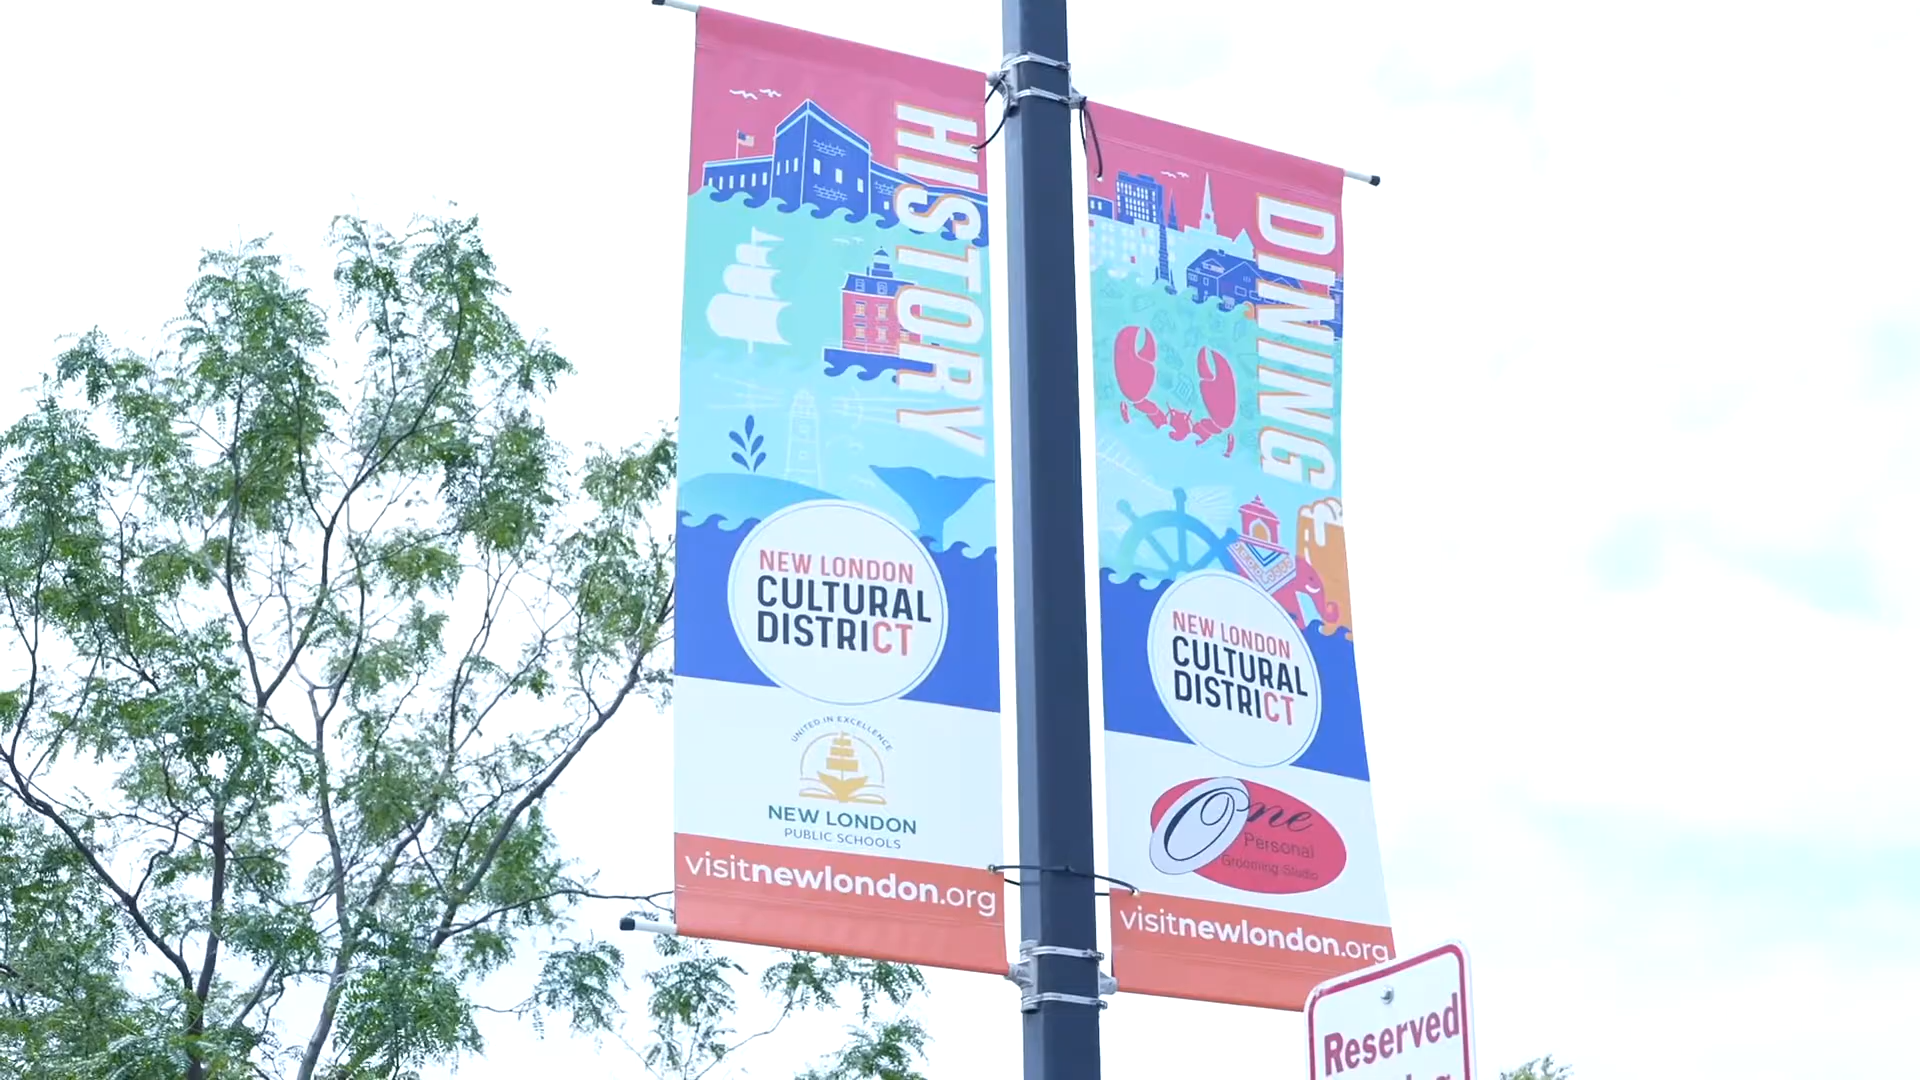 HISTORY
NEW LONDON
CULTURAL
DISTRICT
UNITED IN EXCELLENCE
NEW LONDON
PUBLIC SCHOOLS
visitnewlondon.org
DINING
NEW LONDON
CULTURAL
DISTRICT
One
Personal
Grooming Studio
visitnewlondon.org
Reserved